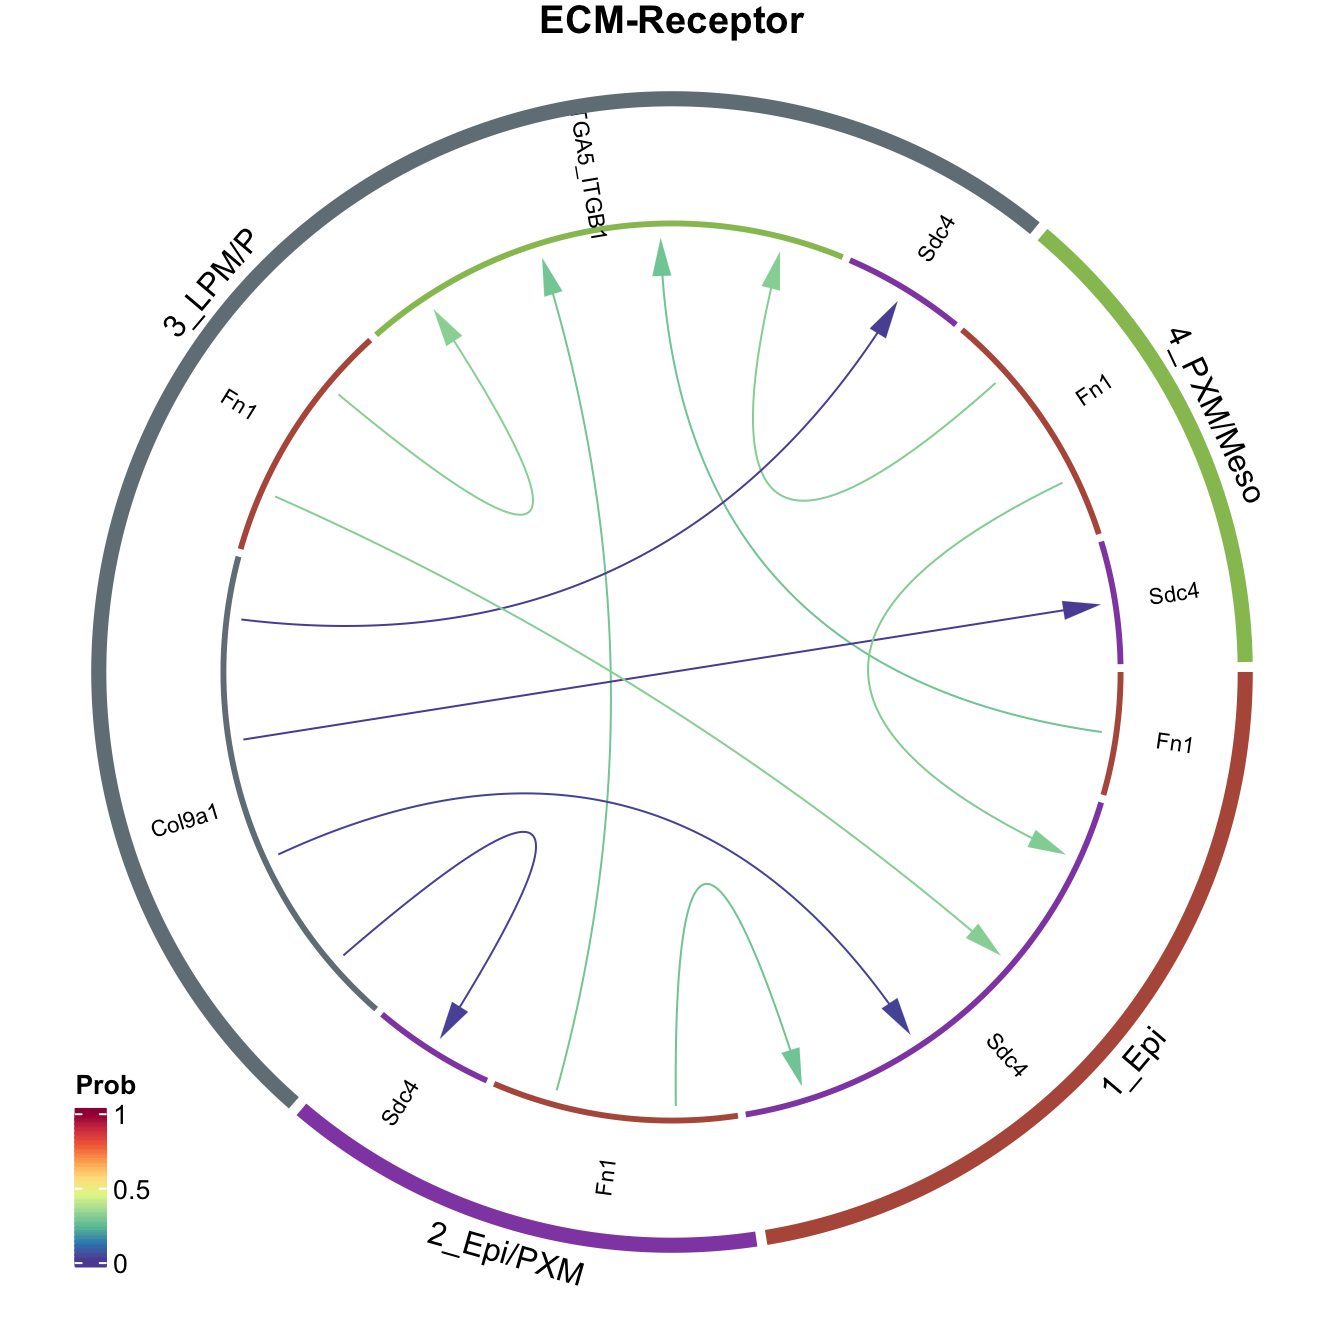 ECM-Receptor
TGA5_ITGB1
Sdc4
3_LPM/P
4_PXM/Meso
Fn1
Fn1
Sdc4
Fn1
Col9a1
Sdc4
1_Epi
Sdc4
Fn1
2_Epi/PXM
Prob
1
0.5
0